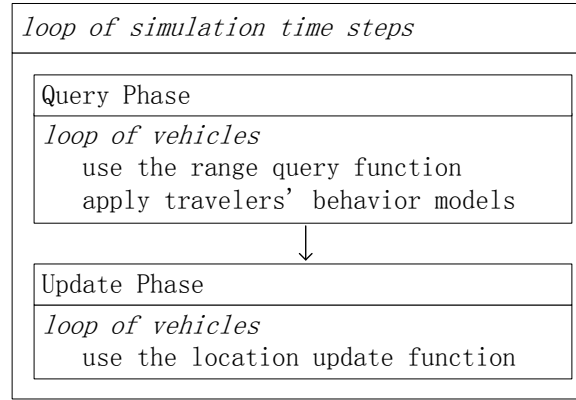 loop of simulation time steps
Query Phase
loop of vehicles
use the range query function
apply travelers' behavior models
Update Phase
loop of vehicles
use the location update function